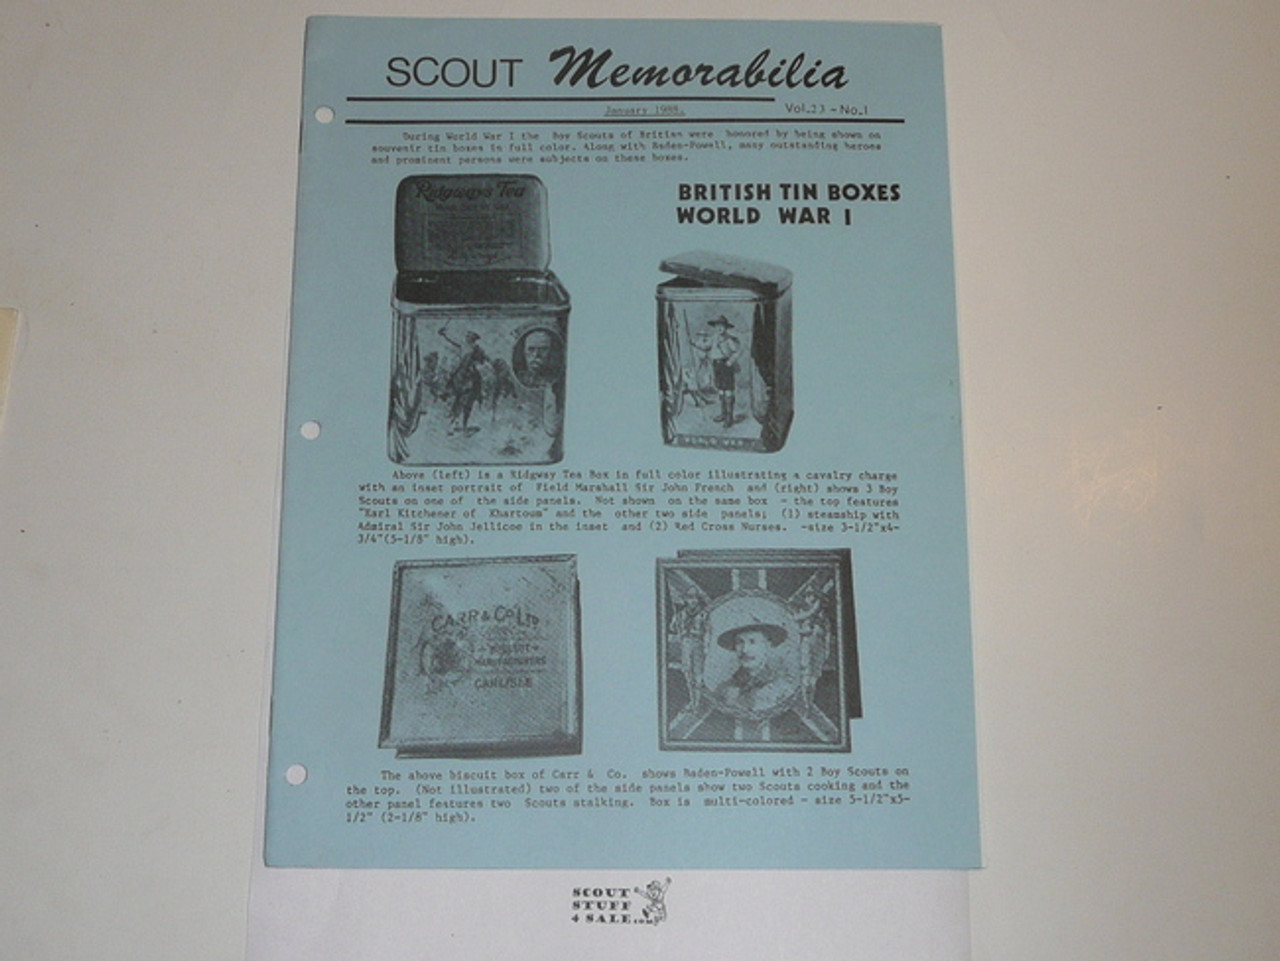 SCOUT Memorabilia
January 1988.
Vol.23 - No.1
During World War I the Boy Scouts of Britian were honored by being shown on
souvenir tin boxes in full color. Along with Baden-Powell, many outstanding heroes
and prominent persons were subjects on these boxes.
BRITISH TIN BOXES
WORLD WAR I
Ridgways Tea
WORLD WAR
Above (left) is a Ridgway Tea Box in full color illustrating a cavalry charge
with an inset portrait of Field Marshall Sir John French and (right) shows 3 Boy
Scouts on one of the side panels. Not shown on the same box - the top features
"Earl Kitchener of Khartoum" and the other two side panels; (1) steamship with
Admiral Sir John Jellicoe in the inset and (2) Red Cross Nurses. -size 3-1/2"x4-
3/4"(5-1/8" high).
CARR & Co LTD
BISCUIT
MANUFACTURERS
CARLISLE
The above biscuit box of Carr & Co. shows Baden-Powell with 2 Boy Scouts on
the top. (Not illustrated) two of the side panels show two Scouts cooking and the
other panel features two Scouts stalking. Box is multi-colored - size 5-1/2"x5-
1/2" (2-1/8" high).
SCOUT
STUFF
4 SALE.com